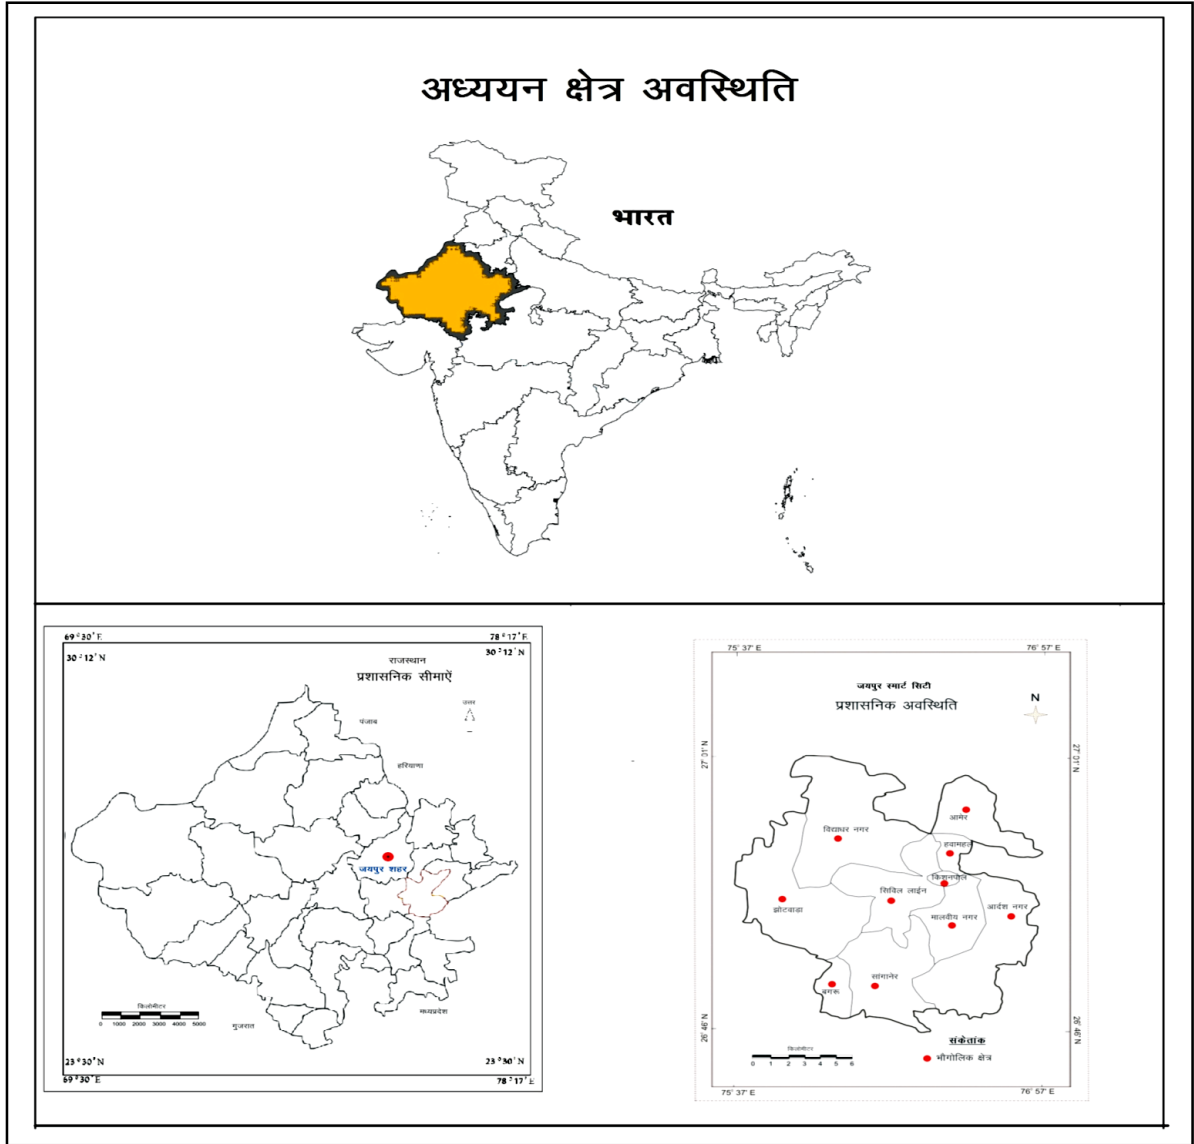 अध्ययन क्षेत्र अवस्थिति
भारत
69°30'E
78°17'E
30°12'N
30°12'N
राजस्थान
प्रशासनिक सीमाऐं
उत्तर
पंजाब
हरियाणा
जयपुर शहर
किलोमीटर
0 1000 2000 3000 4000 5000
गुजरात
मध्यप्रदेश
23°30'N
23°30'N
69°30'E
78°17'E
75° 37' E
76° 57' E
जयपुर स्मार्ट सिटी
प्रशासनिक अवस्थिति
N
27° 01' N
27° 01' N
आमेर
विद्याधर नगर
हवामहल
किशनपोल
सिविल लाईन
झोटवाडा
आर्दश नगर
मालवीय नगर
सांगानेर
बगरू
26° 46' N
26° 46' N
संकेतांक
भौगोलिक क्षेत्र
किलोमीटर
0 1 2 3 4 5 6
75° 37' E
76° 57' E